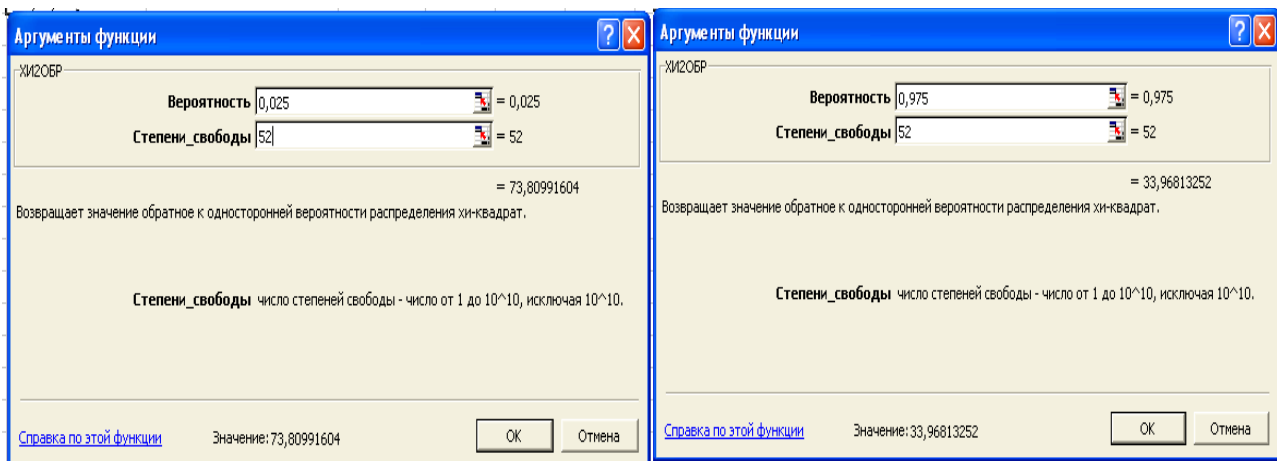 Аргументы функции
ХИ2ОБР
Вероятность 0,025 = 0,025
Степени_свободы 52 = 52
= 73,80991604
Возвращает значение обратное к односторонней вероятности распределения хи-квадрат.
Степени_свободы число степеней свободы - число от 1 до 10^10, исключая 10^10.
Справка по этой функции Значение:73,80991604 ОК Отмена
Аргументы функции
ХИ2ОБР
Вероятность 0,975 = 0,975
Степени_свободы 52 = 52
= 33,96813252
Возвращает значение обратное к односторонней вероятности распределения хи-квадрат.
Степени_свободы число степеней свободы - число от 1 до 10^10, исключая 10^10.
Справка по этой функции Значение:33,96813252 ОК Отмена